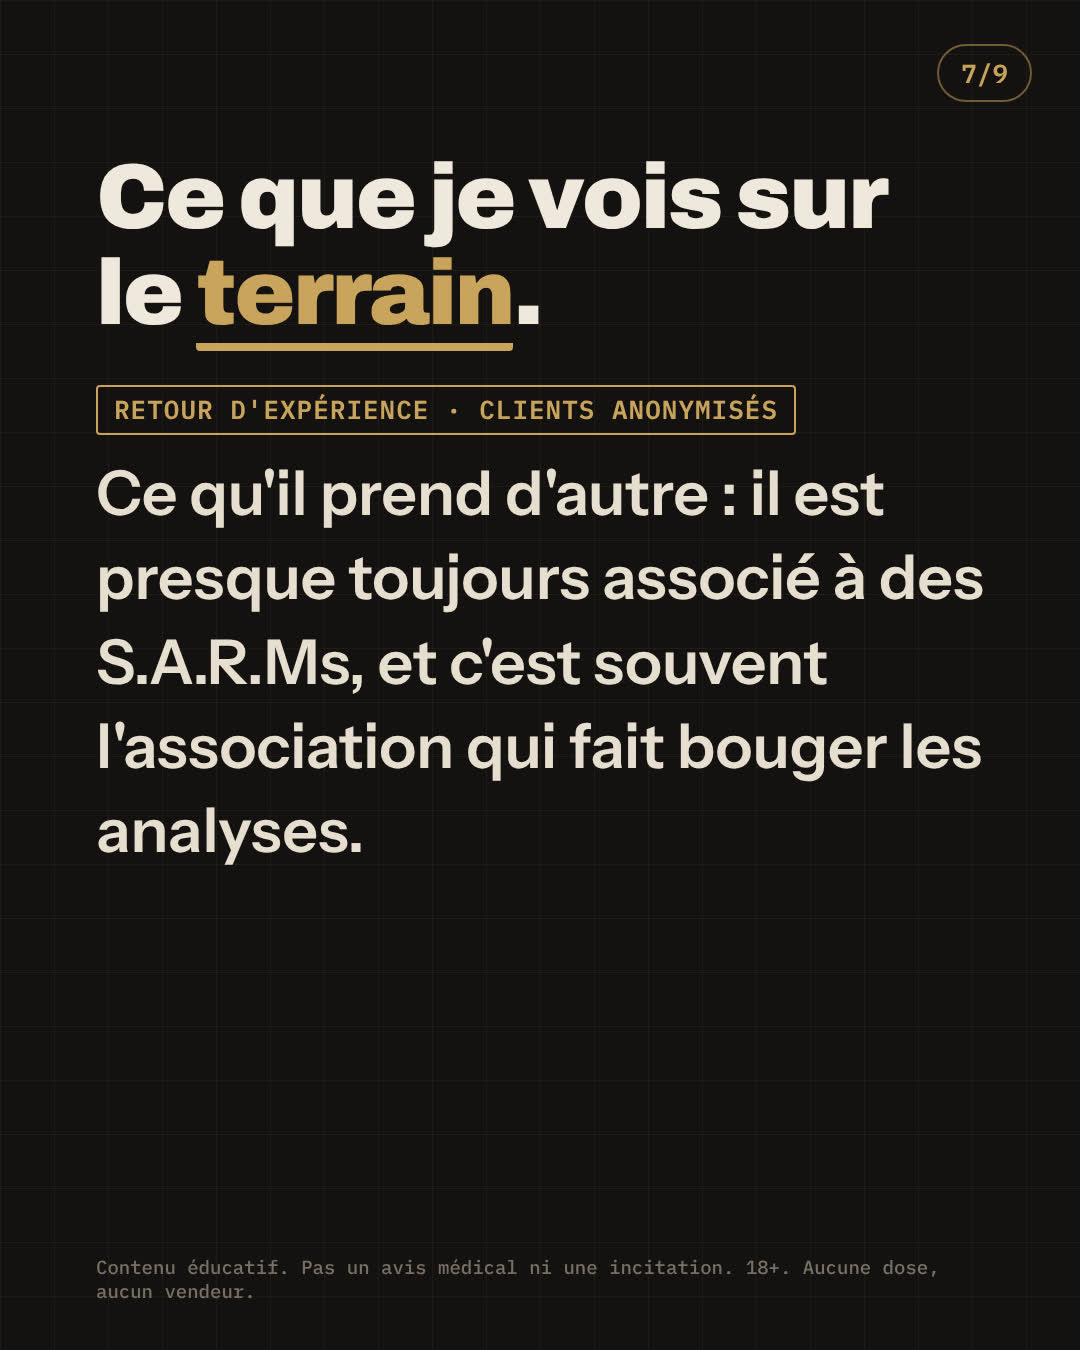 7/9
Ce que je vois sur
le terrain.
RETOUR D'EXPÉRIENCE · CLIENTS ANONYMISÉS
Ce qu'il prend d'autre : il est
presque toujours associé à des
S.A.R.Ms, et c'est souvent
l'association qui fait bouger les
analyses.
Contenu éducatif. Pas un avis médical ni une incitation. 18+. Aucune dose,
aucun vendeur.